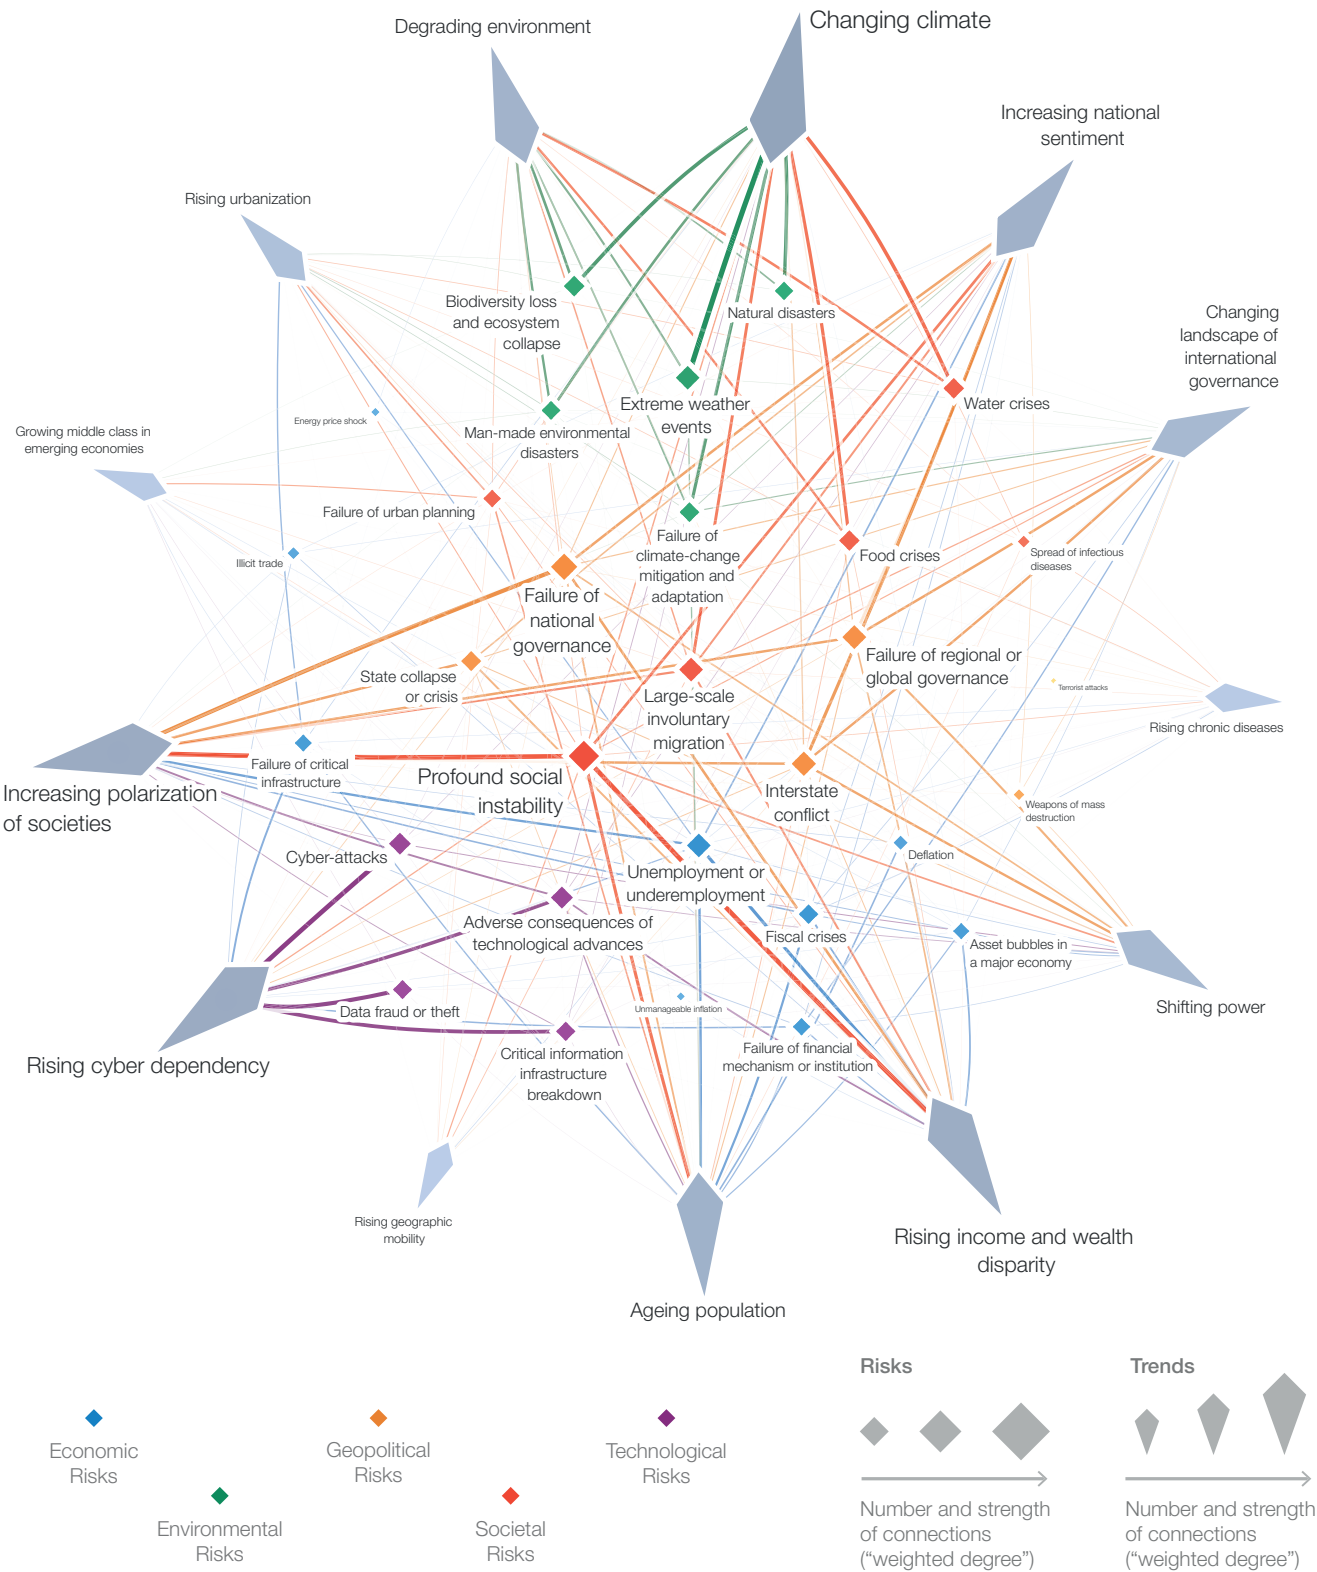 Changing climate
Degrading environment
Increasing national
sentiment
Rising urbanization
Changing
landscape of
international
governance
Biodiversity loss
and ecosystem
collapse
Natural disasters
Extreme weather
events
Water crises
Energy price shock
Growing middle class in
emerging economies
Man-made environmental
disasters
Failure of urban planning
Failure of
climate-change
mitigation and
adaptation
Food crises
Spread of infectious
diseases
Illicit trade
Failure of
national
governance
State collapse
or crisis
Failure of regional or
global governance
Large-scale
involuntary
migration
Terrorist attacks
Rising chronic diseases
Failure of critical
infrastructure
Profound social
instability
Increasing polarization
of societies
Interstate
conflict
Weapons of mass
destruction
Cyber-attacks
Unemployment or
underemployment
Deflation
Adverse consequences of
technological advances
Fiscal crises
Asset bubbles in
a major economy
Data fraud or theft
Unmanageable inflation
Shifting power
Critical information
infrastructure
breakdown
Failure of financial
mechanism or institution
Rising cyber dependency
Rising geographic
mobility
Rising income and wealth
disparity
Ageing population
Risks
Trends
Economic
Risks
Geopolitical
Risks
Technological
Risks
Environmental
Risks
Societal
Risks
Number and strength
of connections
(“weighted degree”)
Number and strength
of connections
(“weighted degree”)